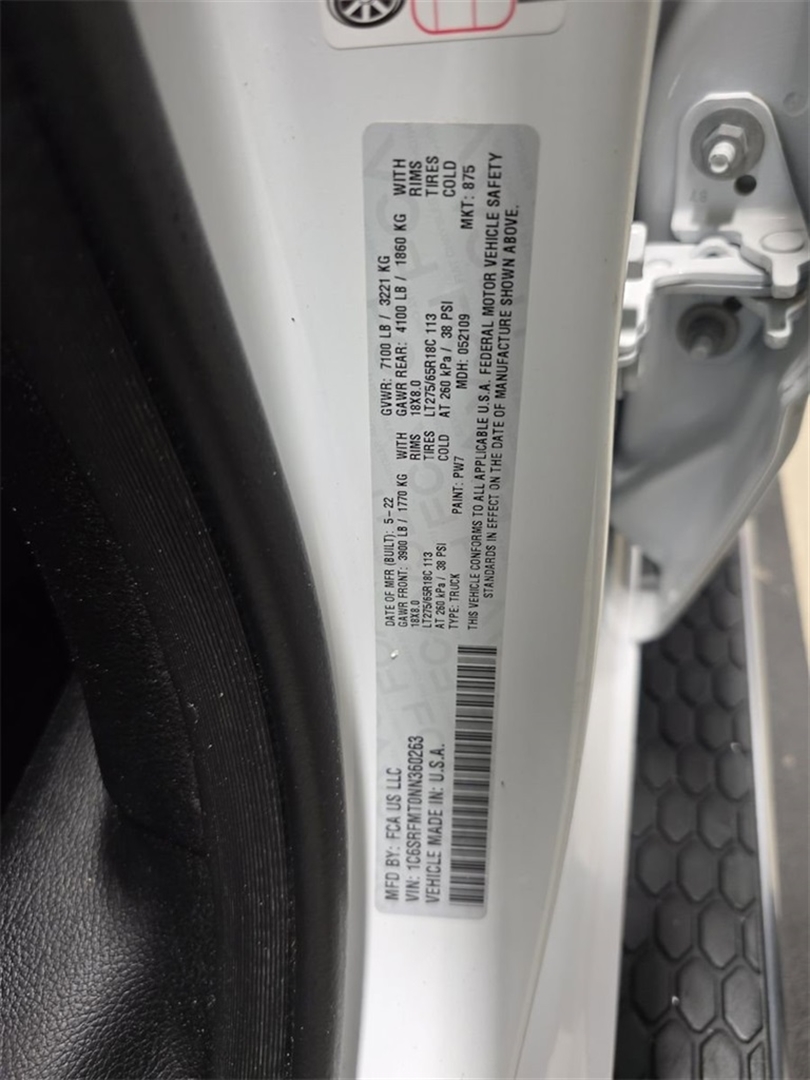 MFD BY: FCA US LLC
VIN: 1C6SRFMT0NN360263
VEHICLE MADE IN: U.S.A.
DATE OF MFR (BUILT): 5-22 GVWR: 7100 LB / 3221 KG
GAWR FRONT: 3900 LB / 1770 KG WITH GAWR REAR: 4100 LB / 1860 KG WITH
18X8.0 RIMS 18X8.0 RIMS
LT275/65R18C 113 TIRES LT275/65R18C 113 TIRES
AT 260 kPa / 38 PSI COLD AT 260 kPa / 38 PSI COLD
TYPE: TRUCK PAINT: PW7 MDH: 052109 MKT: 875
THIS VEHICLE CONFORMS TO ALL APPLICABLE U.S.A. FEDERAL MOTOR VEHICLE SAFETY
STANDARDS IN EFFECT ON THE DATE OF MANUFACTURE SHOWN ABOVE.